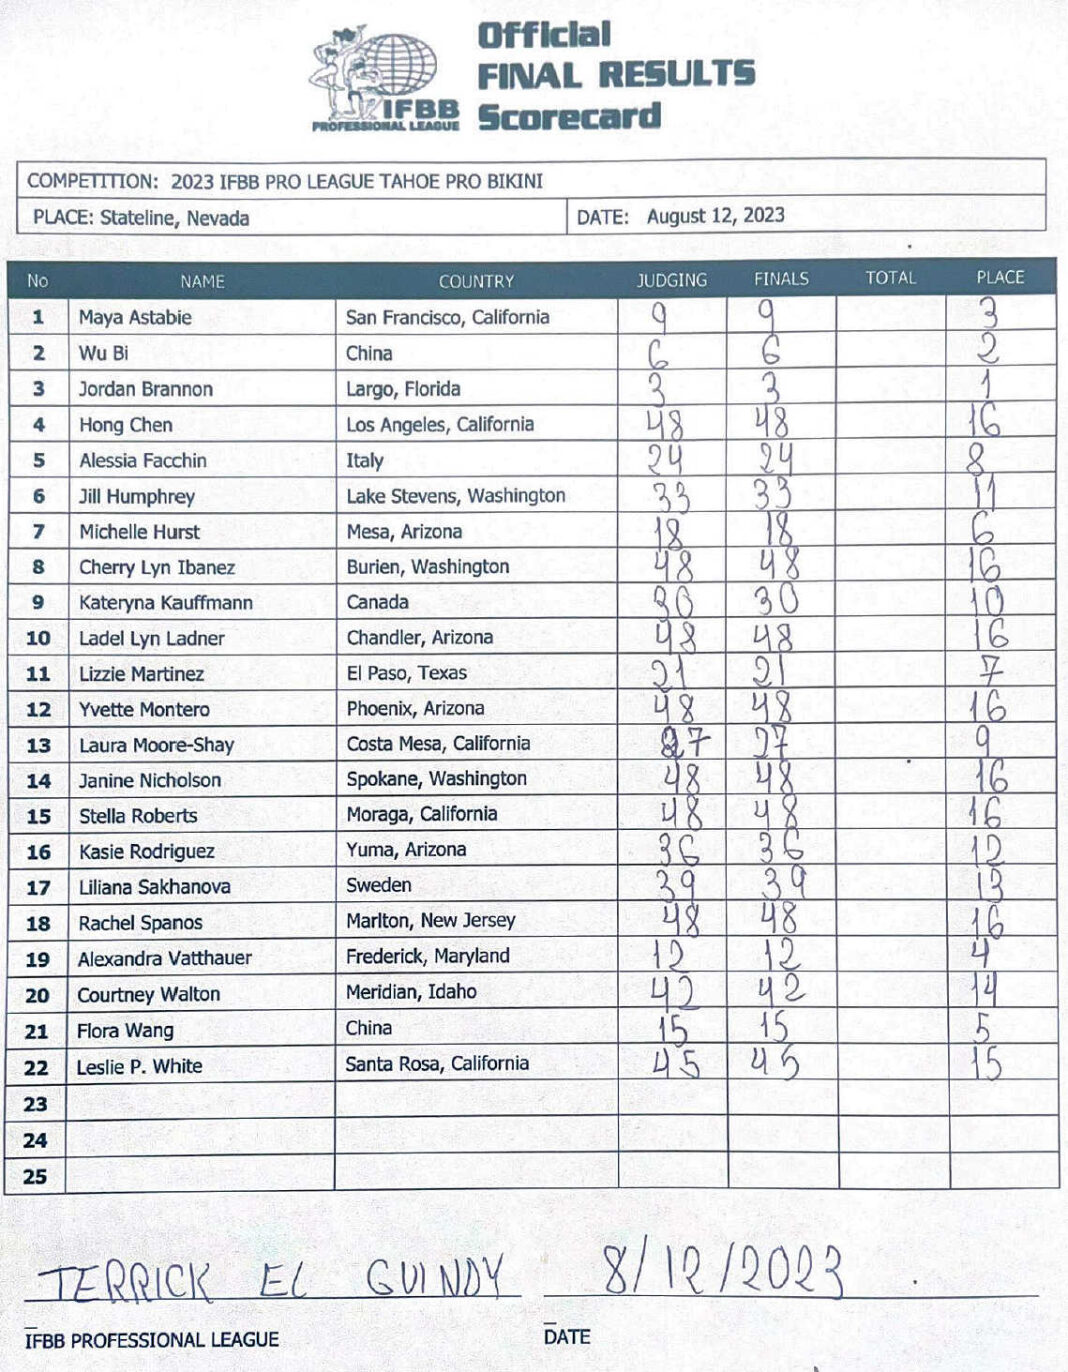 Official
FINAL RESULTS
Scorecard
IFBB
PROFESSIONAL LEAGUE
COMPETITION: 2023 IFBB PRO LEAGUE TAHOE PRO BIKINI
PLACE: Stateline, Nevada DATE: August 12, 2023
No NAME COUNTRY JUDGING FINALS TOTAL PLACE
1 Maya Astabie San Francisco, California 9 9 3
2 Wu Bi China 6 6 2
3 Jordan Brannon Largo, Florida 3 3 1
4 Hong Chen Los Angeles, California 48 48 16
5 Alessia Facchin Italy 24 24 8
6 Jill Humphrey Lake Stevens, Washington 33 33 11
7 Michelle Hurst Mesa, Arizona 18 18 6
8 Cherry Lyn Ibanez Burien, Washington 48 48 16
9 Kateryna Kauffmann Canada 30 30 10
10 Ladel Lyn Ladner Chandler, Arizona 48 48 16
11 Lizzie Martinez El Paso, Texas 21 21 7
12 Yvette Montero Phoenix, Arizona 48 48 16
13 Laura Moore-Shay Costa Mesa, California 27 27 9
14 Janine Nicholson Spokane, Washington 48 48 16
15 Stella Roberts Moraga, California 48 48 16
16 Kasie Rodriguez Yuma, Arizona 36 36 12
17 Liliana Sakhanova Sweden 39 39 13
18 Rachel Spanos Marlton, New Jersey 48 48 16
19 Alexandra Vatthauer Frederick, Maryland 12 12 4
20 Courtney Walton Meridian, Idaho 42 42 14
21 Flora Wang China 15 15 5
22 Leslie P. White Santa Rosa, California 45 45 15
23
24
25
TERRICK EL GUINDY 8/12/2023
IFBB PROFESSIONAL LEAGUE DATE